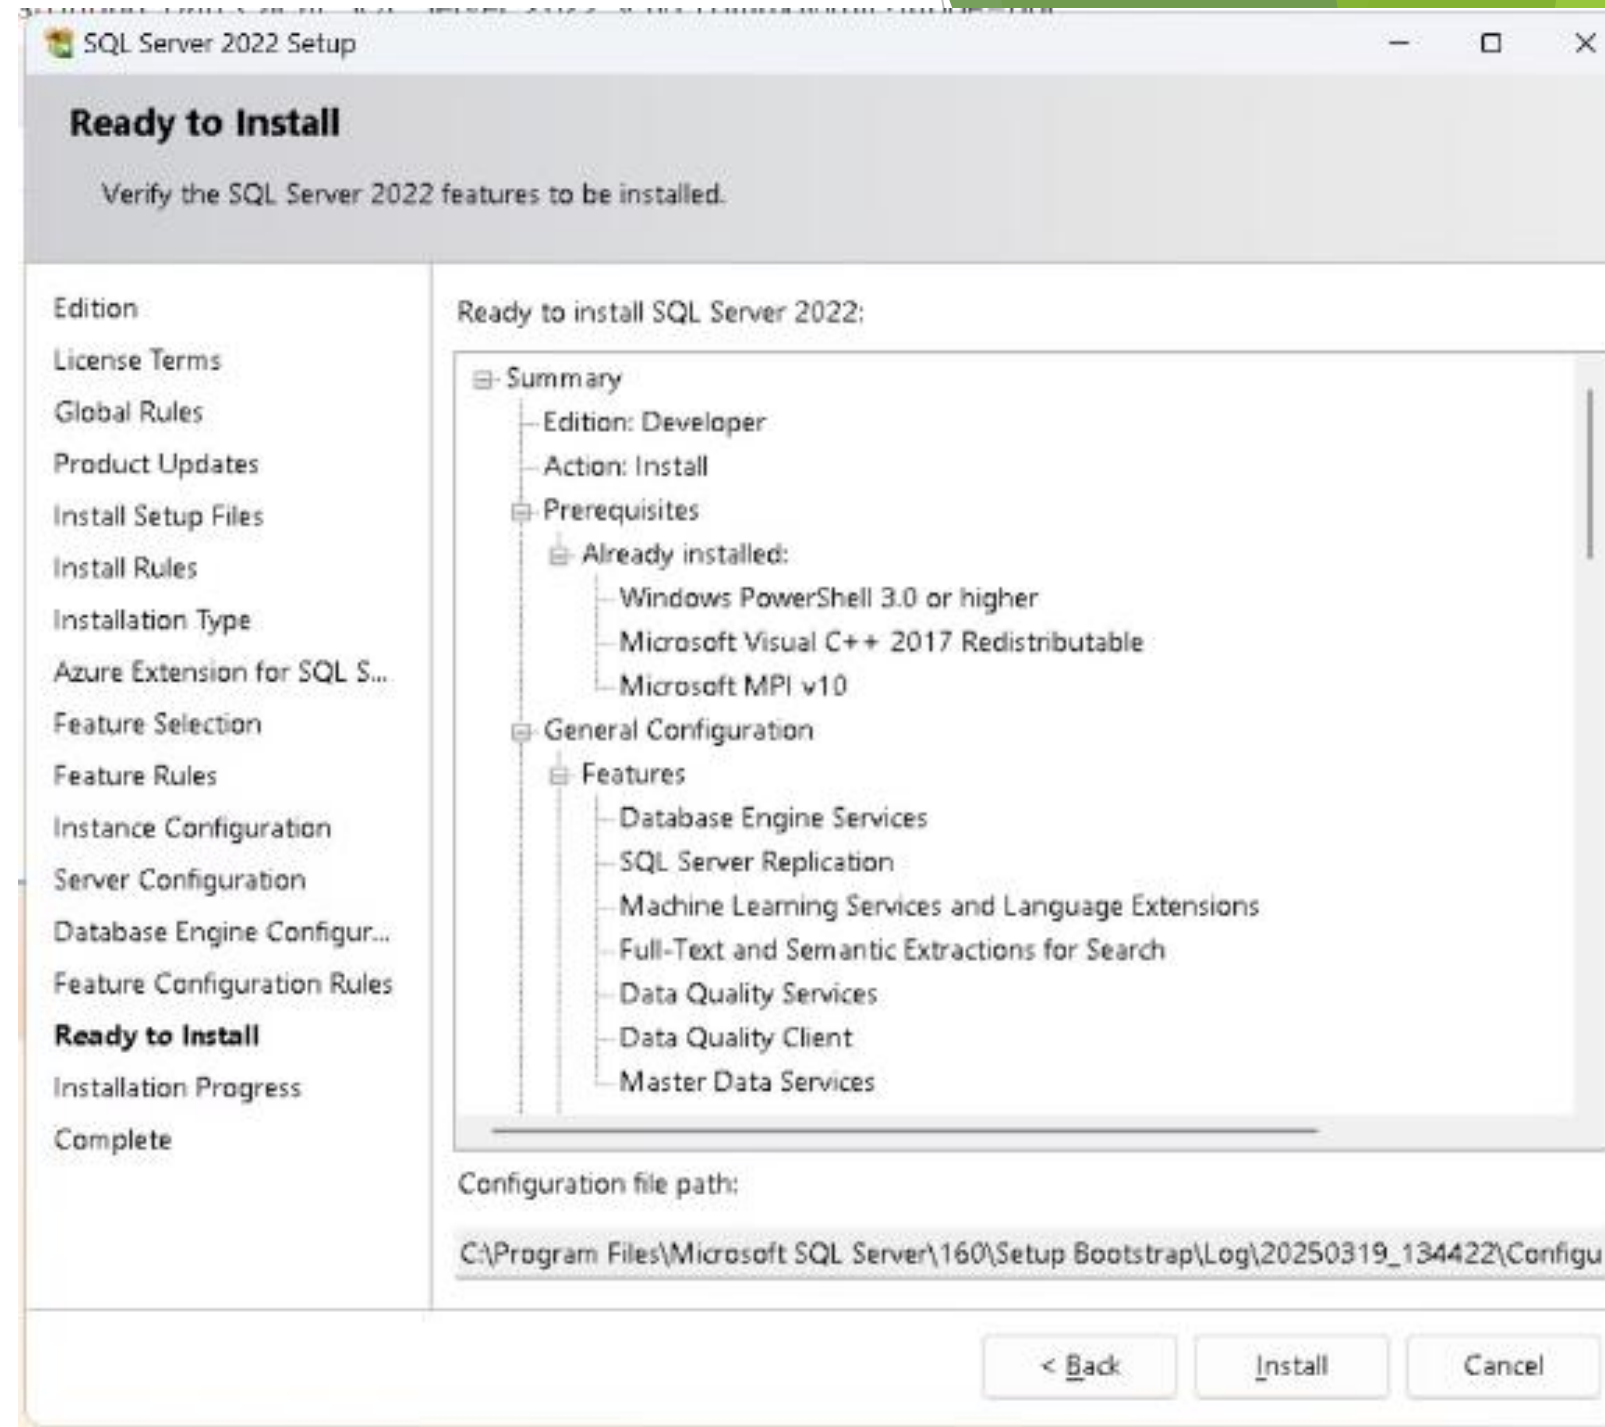 SQL Server 2022 Setup
Ready to Install
Verify the SQL Server 2022 features to be installed.
Edition
License Terms
Global Rules
Product Updates
Install Setup Files
Install Rules
Installation Type
Azure Extension for SQL S...
Feature Selection
Feature Rules
Instance Configuration
Server Configuration
Database Engine Configur...
Feature Configuration Rules
Ready to Install
Installation Progress
Complete
Ready to install SQL Server 2022:
Summary
Edition: Developer
Action: Install
Prerequisites
Already installed:
Windows PowerShell 3.0 or higher
Microsoft Visual C++ 2017 Redistributable
Microsoft MPI v10
General Configuration
Features
Database Engine Services
SQL Server Replication
Machine Learning Services and Language Extensions
Full-Text and Semantic Extractions for Search
Data Quality Services
Data Quality Client
Master Data Services
Configuration file path:
C:\Program Files\Microsoft SQL Server\160\Setup Bootstrap\Log\20250319_134422\Configu
< Back
Install
Cancel